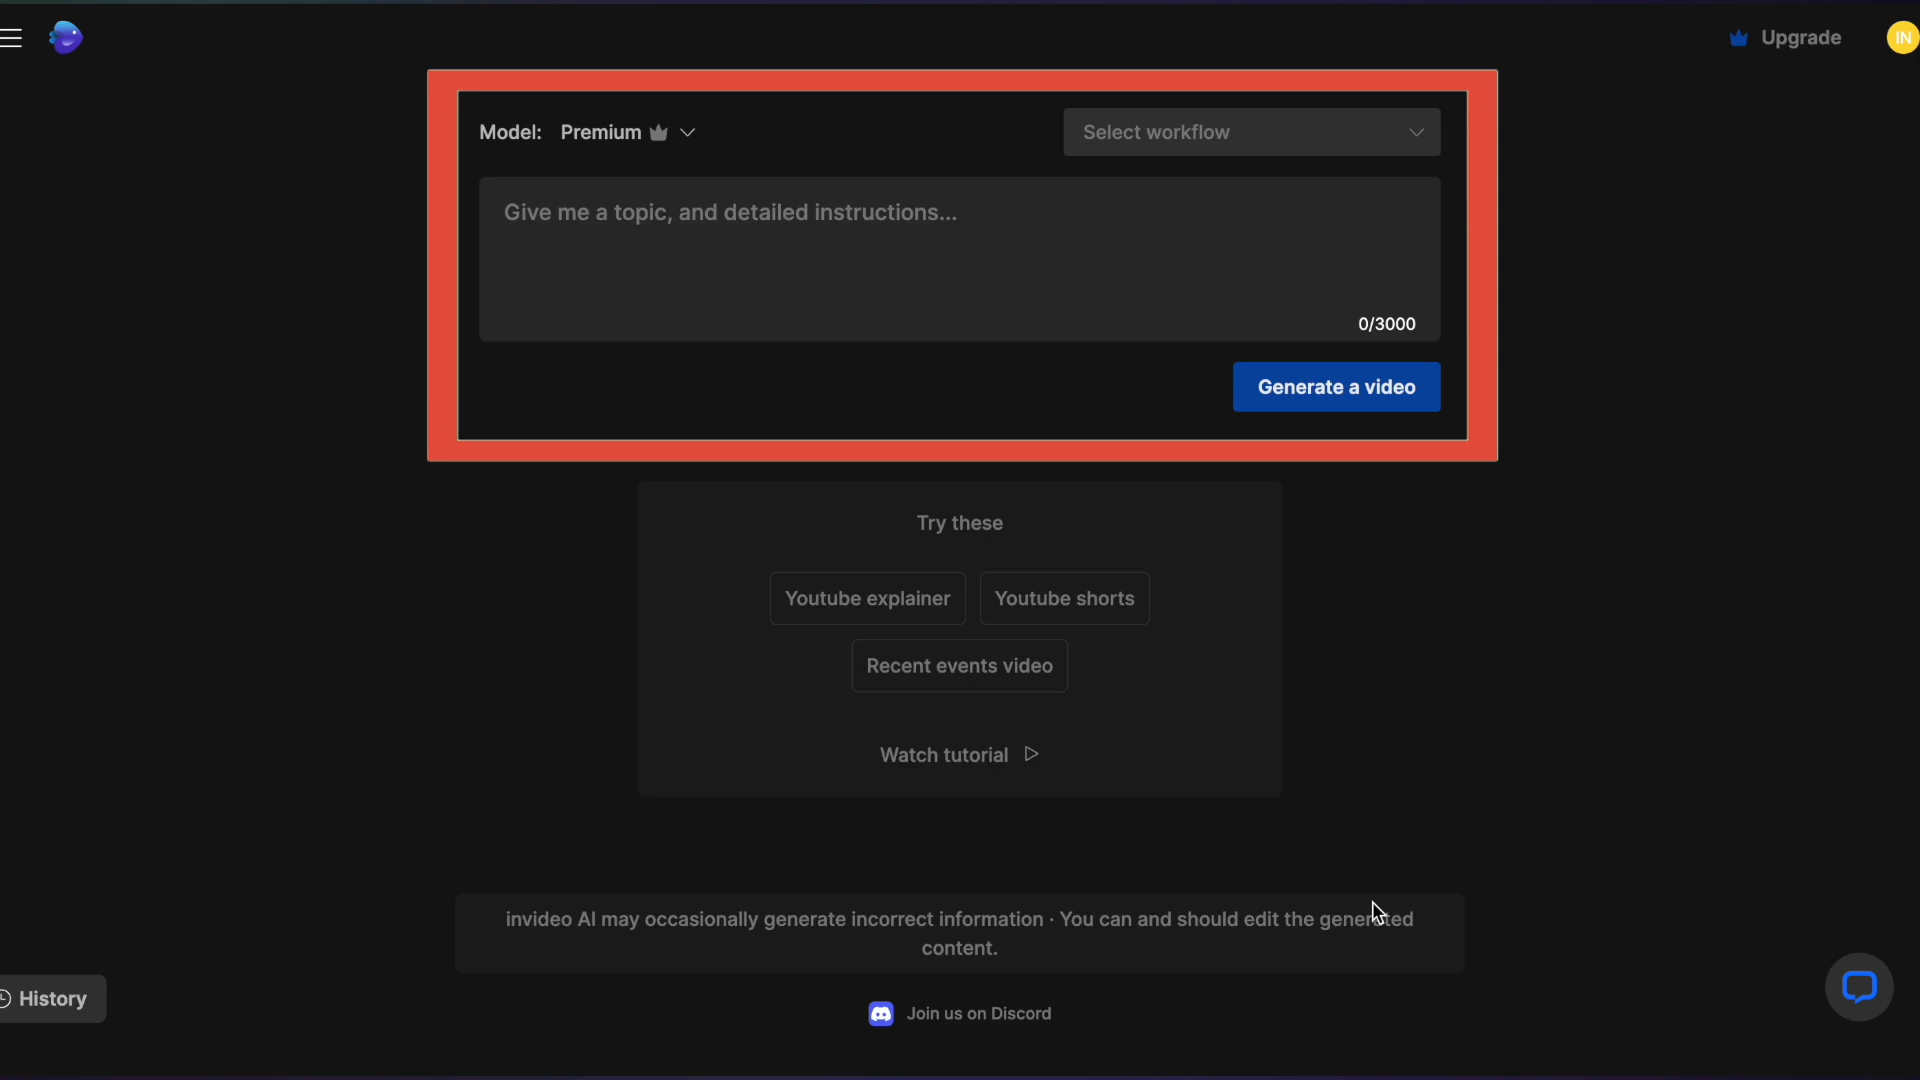 Upgrade
IN
Model: Premium
Select workflow
Give me a topic, and detailed instructions...
0/3000
Generate a video
Try these
Youtube explainer
Youtube shorts
Recent events video
Watch tutorial
invideo AI may occasionally generate incorrect information · You can and should edit the generated
content.
History
Join us on Discord